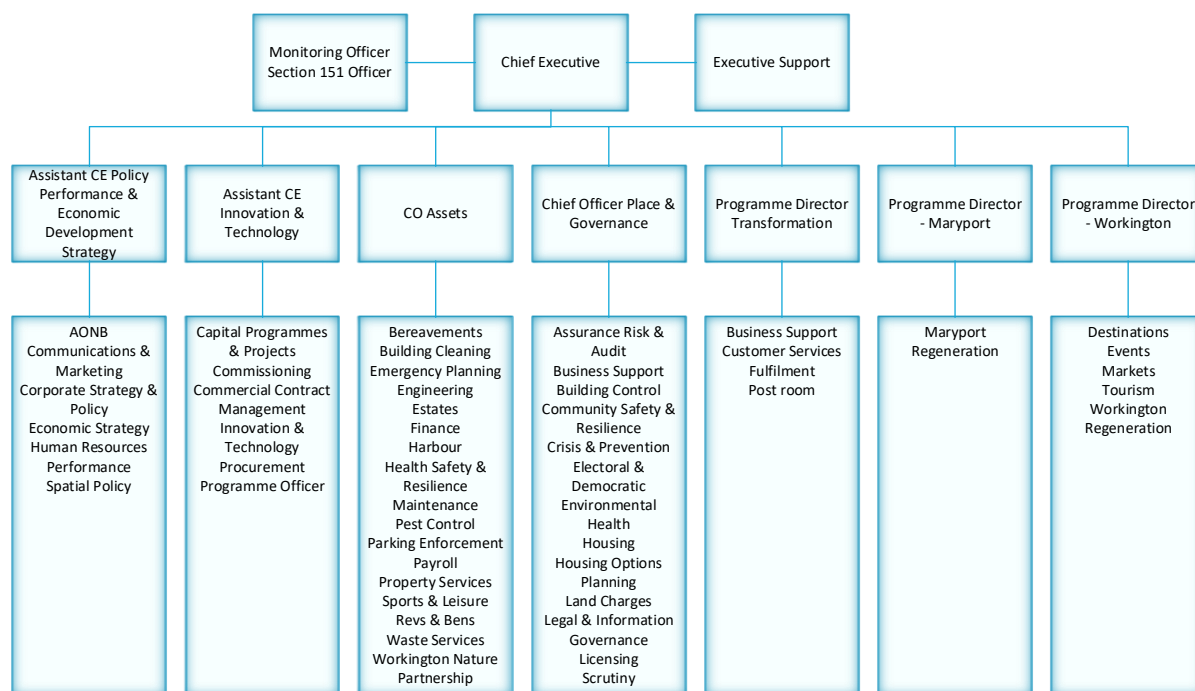 Monitoring Officer
Section 151 Officer
Chief Executive
Executive Support
Assistant CE Policy
Performance &
Economic
Development
Strategy
Assistant CE
Innovation &
Technology
CO Assets
Chief Officer Place &
Governance
Programme Director
Transformation
Programme Director
- Maryport
Programme Director
- Workington
AONB
Communications &
Marketing
Corporate Strategy &
Policy
Economic Strategy
Human Resources
Performance
Spatial Policy
Capital Programmes
& Projects
Commissioning
Commercial Contract
Management
Innovation &
Technology
Procurement
Programme Officer
Bereavements
Building Cleaning
Emergency Planning
Engineering
Estates
Finance
Harbour
Health Safety &
Resilience
Maintenance
Pest Control
Parking Enforcement
Payroll
Property Services
Sports & Leisure
Revs & Bens
Waste Services
Workington Nature
Partnership
Assurance Risk &
Audit
Business Support
Building Control
Community Safety &
Resilience
Crisis & Prevention
Electoral &
Democratic
Environmental
Health
Housing
Housing Options
Planning
Land Charges
Legal & Information
Governance
Licensing
Scrutiny
Business Support
Customer Services
Fulfilment
Post room
Maryport
Regeneration
Destinations
Events
Markets
Tourism
Workington
Regeneration